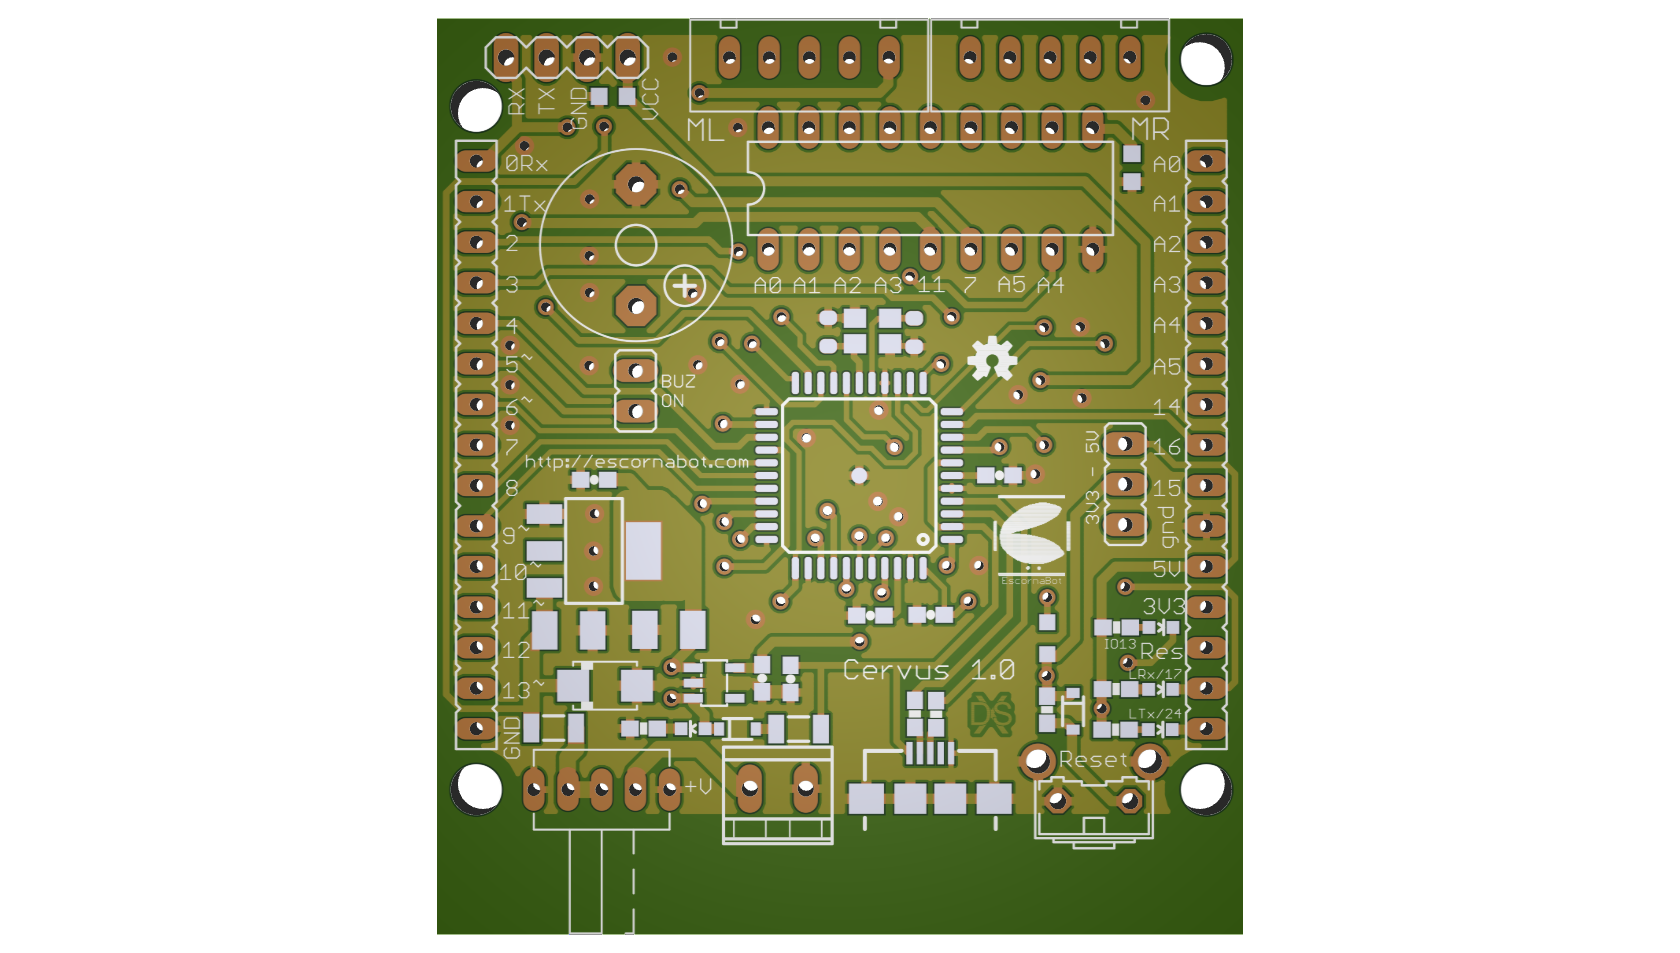 RX
TX
GND
VCC
ML
MR
0Rx
1Tx
2
3
4
5~
6~
7
8
9~
10~
11~
12
13~
GND
A0
A1
A2
A3
11
7
A5
A4
A0
A1
A2
A3
A4
A5
14
16
15
gnd
5V
3V3
Res
BUZ
ON
http://escornabot.com
3V3 - 5V
EscornaBot
Cervus 1.0
DS
IO13
LRx/17
LTx/24
Reset
+V